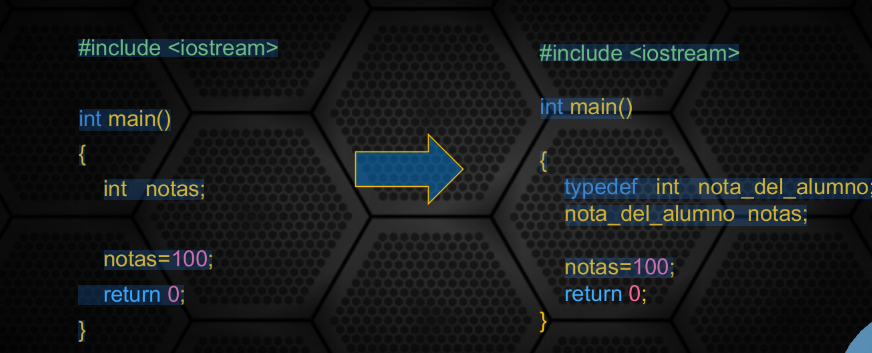 #include <iostream>
int main()
{
int notas;
notas=100;
return 0;
}
#include <iostream>
int main()
{
typedef int nota_del_alumno;
nota_del_alumno notas;
notas=100;
return 0;
}